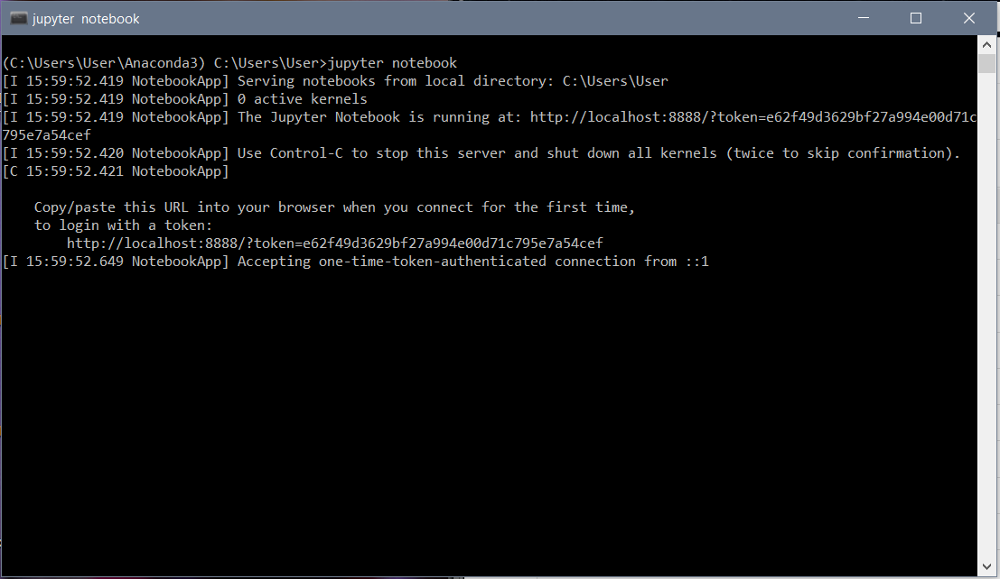 jupyter notebook
(C:\Users\User\Anaconda3) C:\Users\User>jupyter notebook
[I 15:59:52.419 NotebookApp] Serving notebooks from local directory: C:\Users\User
[I 15:59:52.419 NotebookApp] 0 active kernels
[I 15:59:52.419 NotebookApp] The Jupyter Notebook is running at: http://localhost:8888/?token=e62f49d3629bf27a994e00d71c
795e7a54cef
[I 15:59:52.420 NotebookApp] Use Control-C to stop this server and shut down all kernels (twice to skip confirmation).
[C 15:59:52.421 NotebookApp]
Copy/paste this URL into your browser when you connect for the first time,
to login with a token:
http://localhost:8888/?token=e62f49d3629bf27a994e00d71c795e7a54cef
[I 15:59:52.649 NotebookApp] Accepting one-time-token-authenticated connection from ::1